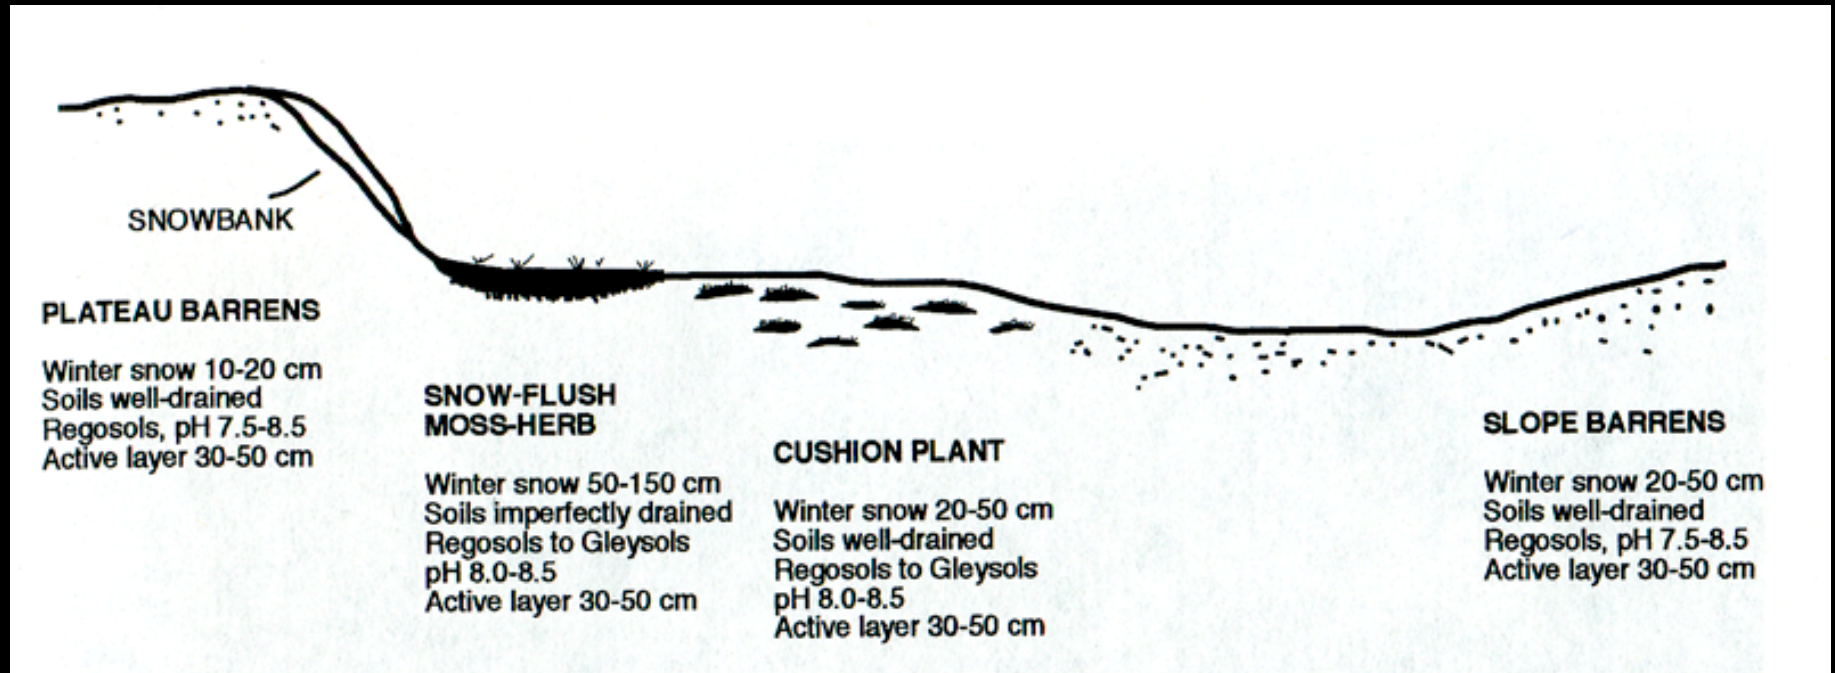 SNOWBANK
PLATEAU BARRENS
Winter snow 10-20 cm
Soils well-drained
Regosols, pH 7.5-8.5
Active layer 30-50 cm
SNOW-FLUSH
MOSS-HERB
Winter snow 50-150 cm
Soils imperfectly drained
Regosols to Gleysols
pH 8.0-8.5
Active layer 30-50 cm
CUSHION PLANT
Winter snow 20-50 cm
Soils well-drained
Regosols to Gleysols
pH 8.0-8.5
Active layer 30-50 cm
SLOPE BARRENS
Winter snow 20-50 cm
Soils well-drained
Regosols, pH 7.5-8.5
Active layer 30-50 cm